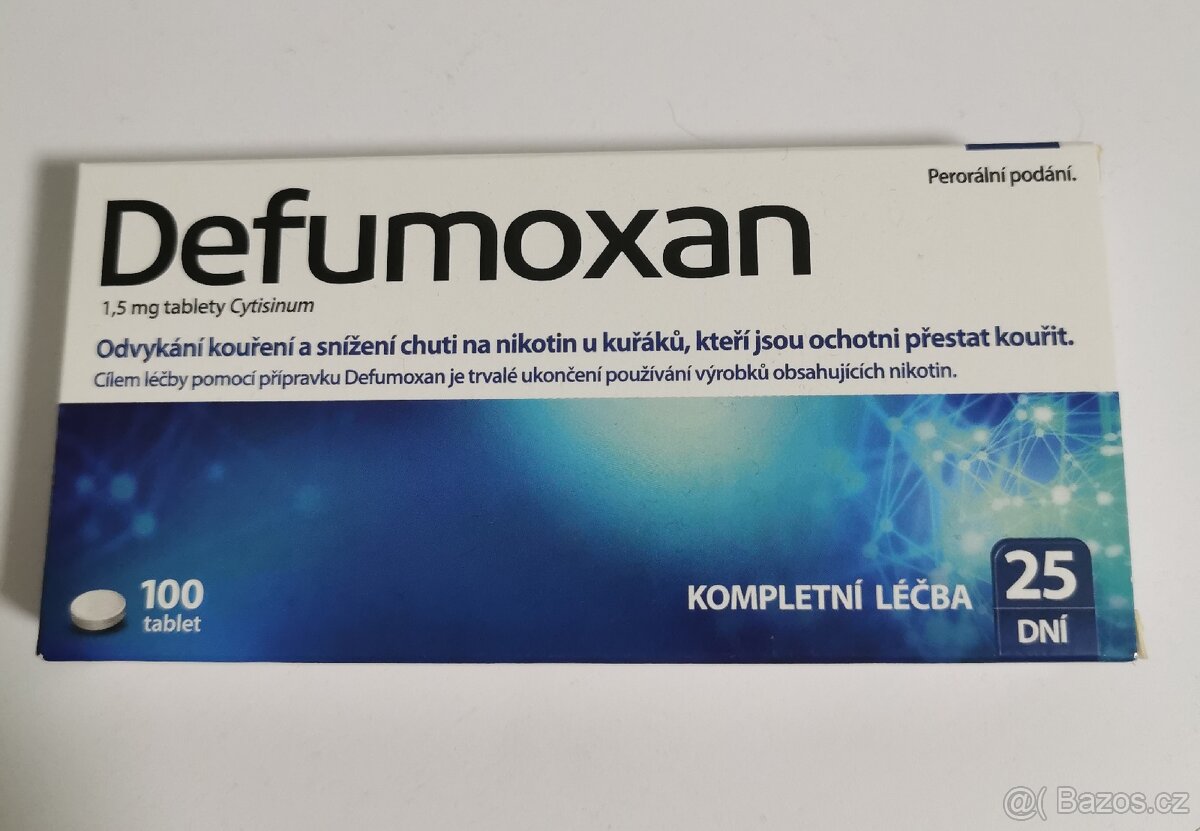 Perorální podání.
Defumoxan
1,5 mg tablety Cytisinum
Odvykání kouření a snížení chuti na nikotin u kuřáků, kteří jsou ochotni přestat kouřit.
Cílem léčby pomocí přípravku Defumoxan je trvalé ukončení používání výrobků obsahujících nikotin.
100
tablet
KOMPLETNÍ LÉČBA
25
DNÍ
@( Bazos.cz